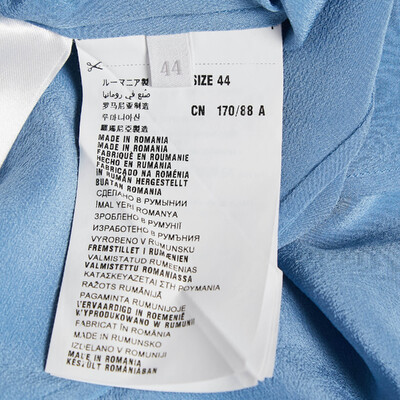 44
SIZE 44
CN 170/88 A
ルーマニア製
صنع في رومانيا
罗马尼亚制造
루마니아산
羅馬尼亞製造
MADE IN ROMANIA
MADE IN ROMANIA
FABRIQUÉ EN ROUMANIE
HECHO EN RUMANIA
FABRICADO NA ROMÉNIA
IN RUMÄN HERGESTELLT
BUATAN ROMANIA
СДЕЛАНО В РУМЫНИИ
İMAL YERİ ROMANYA
ЗРОБЛЕНО В РУМУНІЇ
ИЗРАБОТЕНО В РУМЪНИЯ
VYROBENO V RUMUNSKU
FREMSTILLET I RUMÆNIEN
VALMISTATUD RUMEENIAS
VALMISTETTU ROMANIASSA
ΚΑΤΑΣΚΕΥΑΖΕΤΑΙ ΣΤΗ ΡΟΥΜΑΝΙΑ
RAŽOTS RUMĀNIJĀ
PAGAMINTA RUMUNIJOJE
VERVAARDIGD IN ROEMENIË
WYPRODUKOWANO W RUMUNII
FABRICAT ÎN ROMÂNIA
MADE IN RUMUNSKO
IZDELANO V ROMUNIJI
MADE IN ROMANIA
KÉSZÜLT ROMÁNIÁBAN